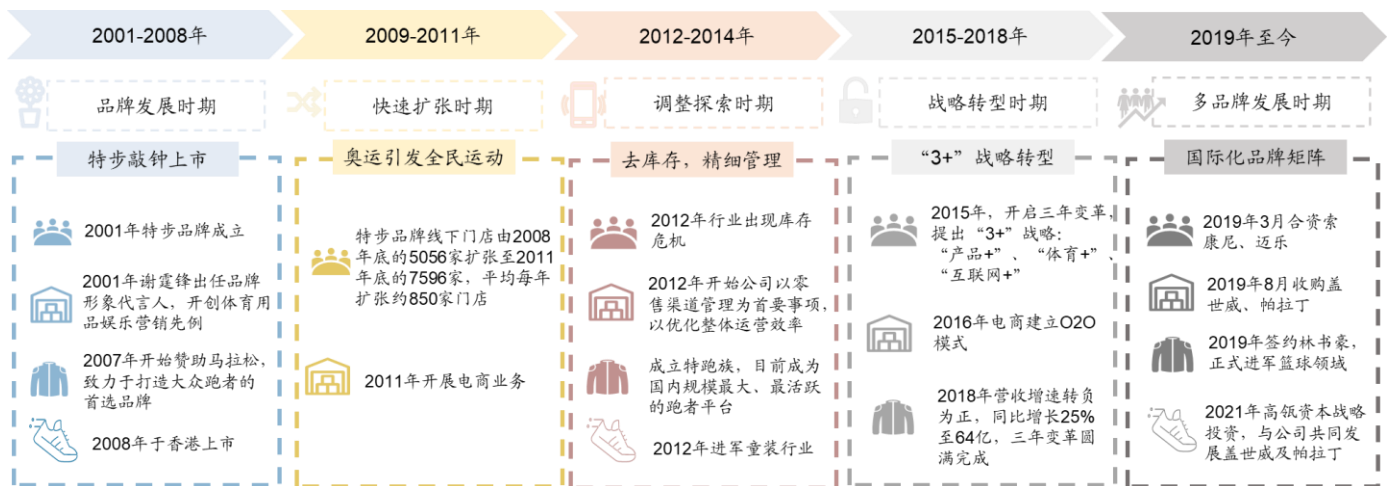 2001-2008年
2009-2011年
2012-2014年
2015-2018年
2019年至今
品牌发展时期
快速扩张时期
调整探索时期
战略转型时期
多品牌发展时期
特步敲钟上市
奥运引发全民运动
去库存，精细管理
“3+”战略转型
国际化品牌矩阵
2001年特步品牌成立
2001年谢霆锋出任品牌
形象代言人，开创体育用
品娱乐营销先例
2007年开始赞助马拉松，
致力于打造大众跑者的
首选品牌
2008年于香港上市
特步品牌线下门店由2008
年底的5056家扩张至2011
年底的7596家，平均每年
扩张约850家门店
2011年开展电商业务
2012年行业出现库存
危机
2012年开始公司以零
售渠道管理为首要事项，
以优化整体运营效率
成立特跑族，目前成为
国内规模最大、最活跃
的跑者平台
2012年进军童装行业
2015年，开启三年变革，
提出“3+”战略：
“产品+”、“体育+”、
“互联网+”
2016年电商建立O2O
模式
2018年营收增速转负
为正，同比增长25%
至64亿，三年变革圆
满完成
2019年3月合资索
康尼、迈乐
2019年8月收购盖
世威、帕拉丁
2019年签约林书豪，
正式进军篮球领域
2021年高瓴资本战略
投资，与公司共同发
展盖世威及帕拉丁